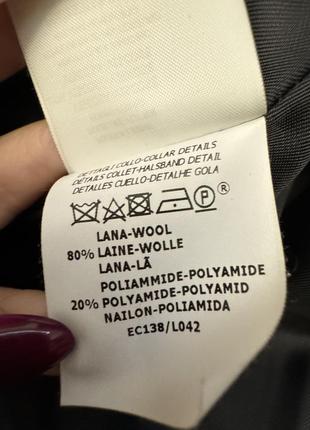 DETTAGLI COLLO-COLLAR DETAILS
DÉTAILS COLLET-HALSBAND DETAILS
DETALLES CUELLO-DETALHE GOLA
P ®
LANA-WOOL
80% LAINE-WOLLE
LANA-LÃ
POLIAMMIDE-POLYAMIDE
20% POLYAMIDE-POLYAMID
NAILON-POLIAMIDA
EC138/L042